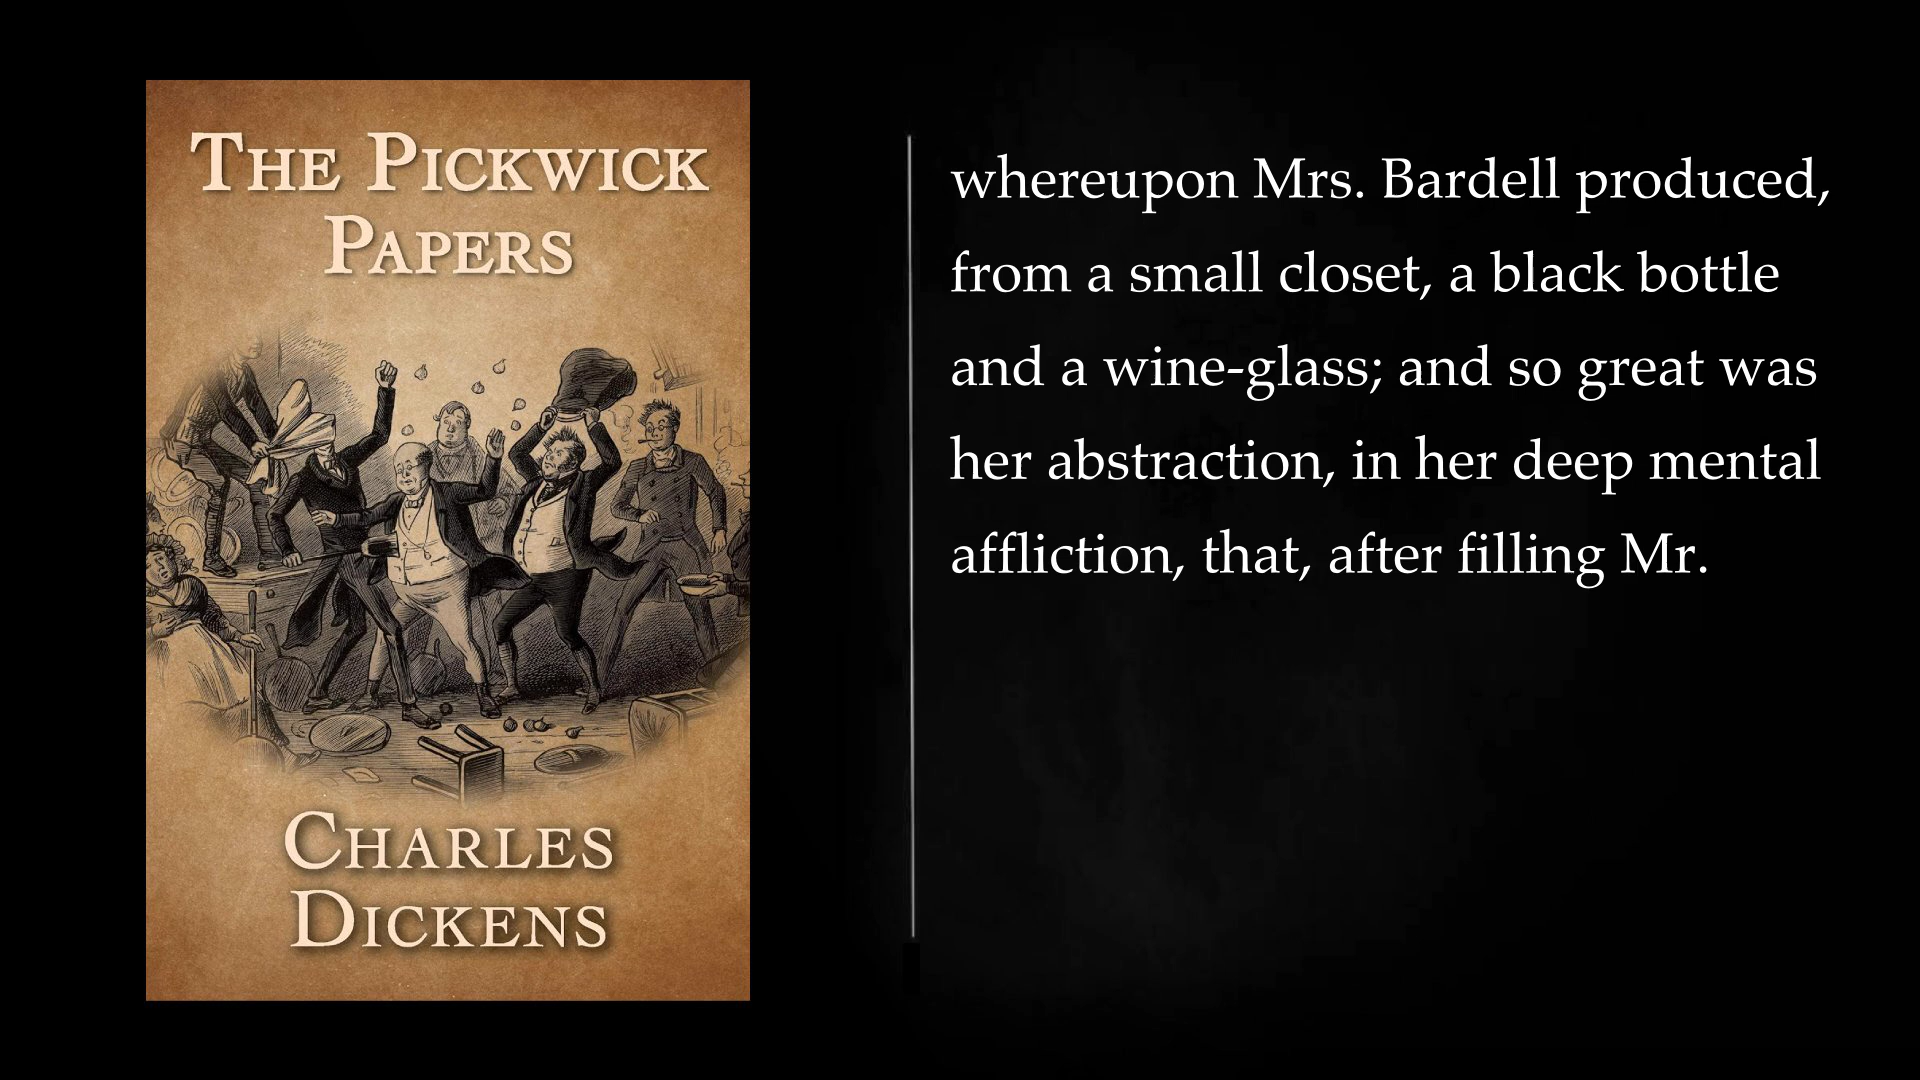 THE PICKWICK
PAPERS
CHARLES
DICKENS
whereupon Mrs. Bardell produced,
from a small closet, a black bottle
and a wine-glass; and so great was
her abstraction, in her deep mental
affliction, that, after filling Mr.